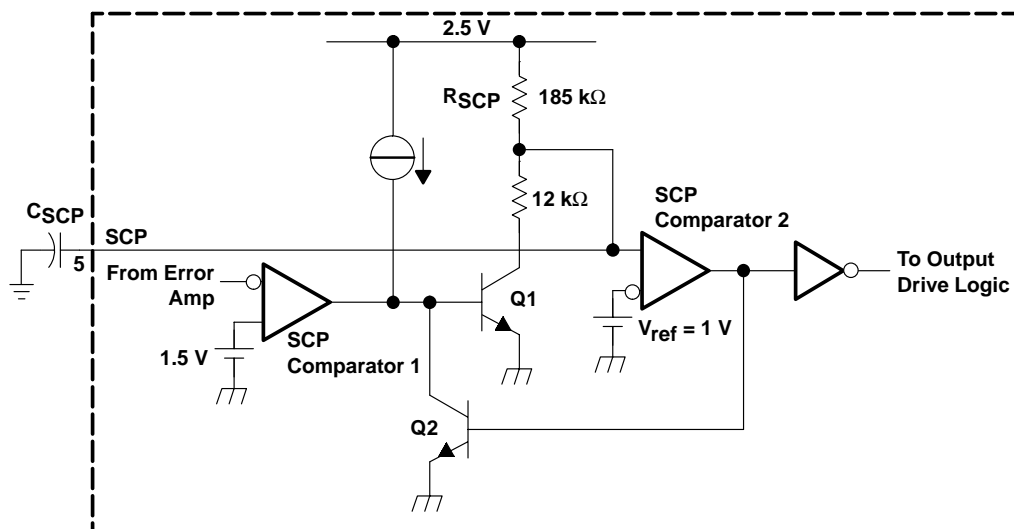 2.5 V
RSCP 185 kΩ
12 kΩ
CSCP
SCP
5
SCP
Comparator 2
From Error
Amp
Q1
To Output
Drive Logic
Vref = 1 V
1.5 V
SCP
Comparator 1
Q2